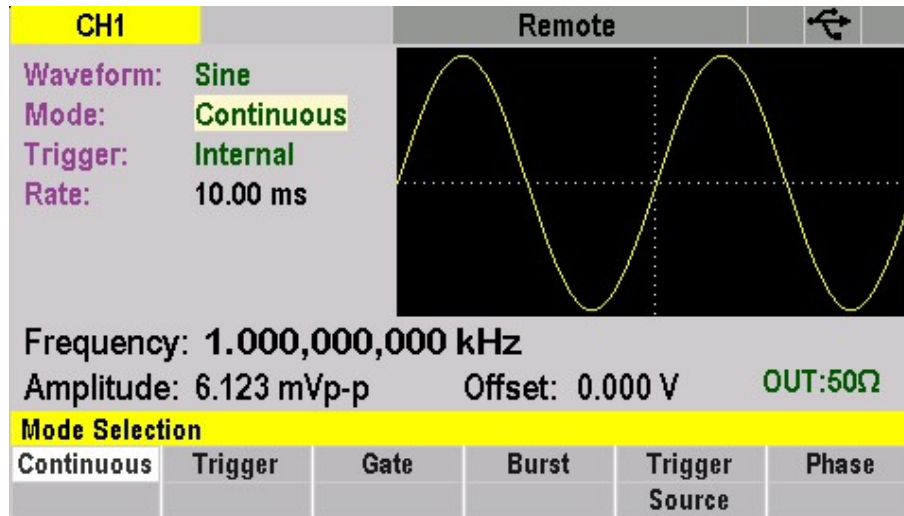 CH1 Remote
Waveform: Sine
Mode: Continuous
Trigger: Internal
Rate: 10.00 ms
Frequency: 1.000,000,000 kHz
Amplitude: 6.123 mVp-p Offset: 0.000 V OUT:50Ω
Mode Selection
Continuous Trigger Gate Burst Trigger Source Phase